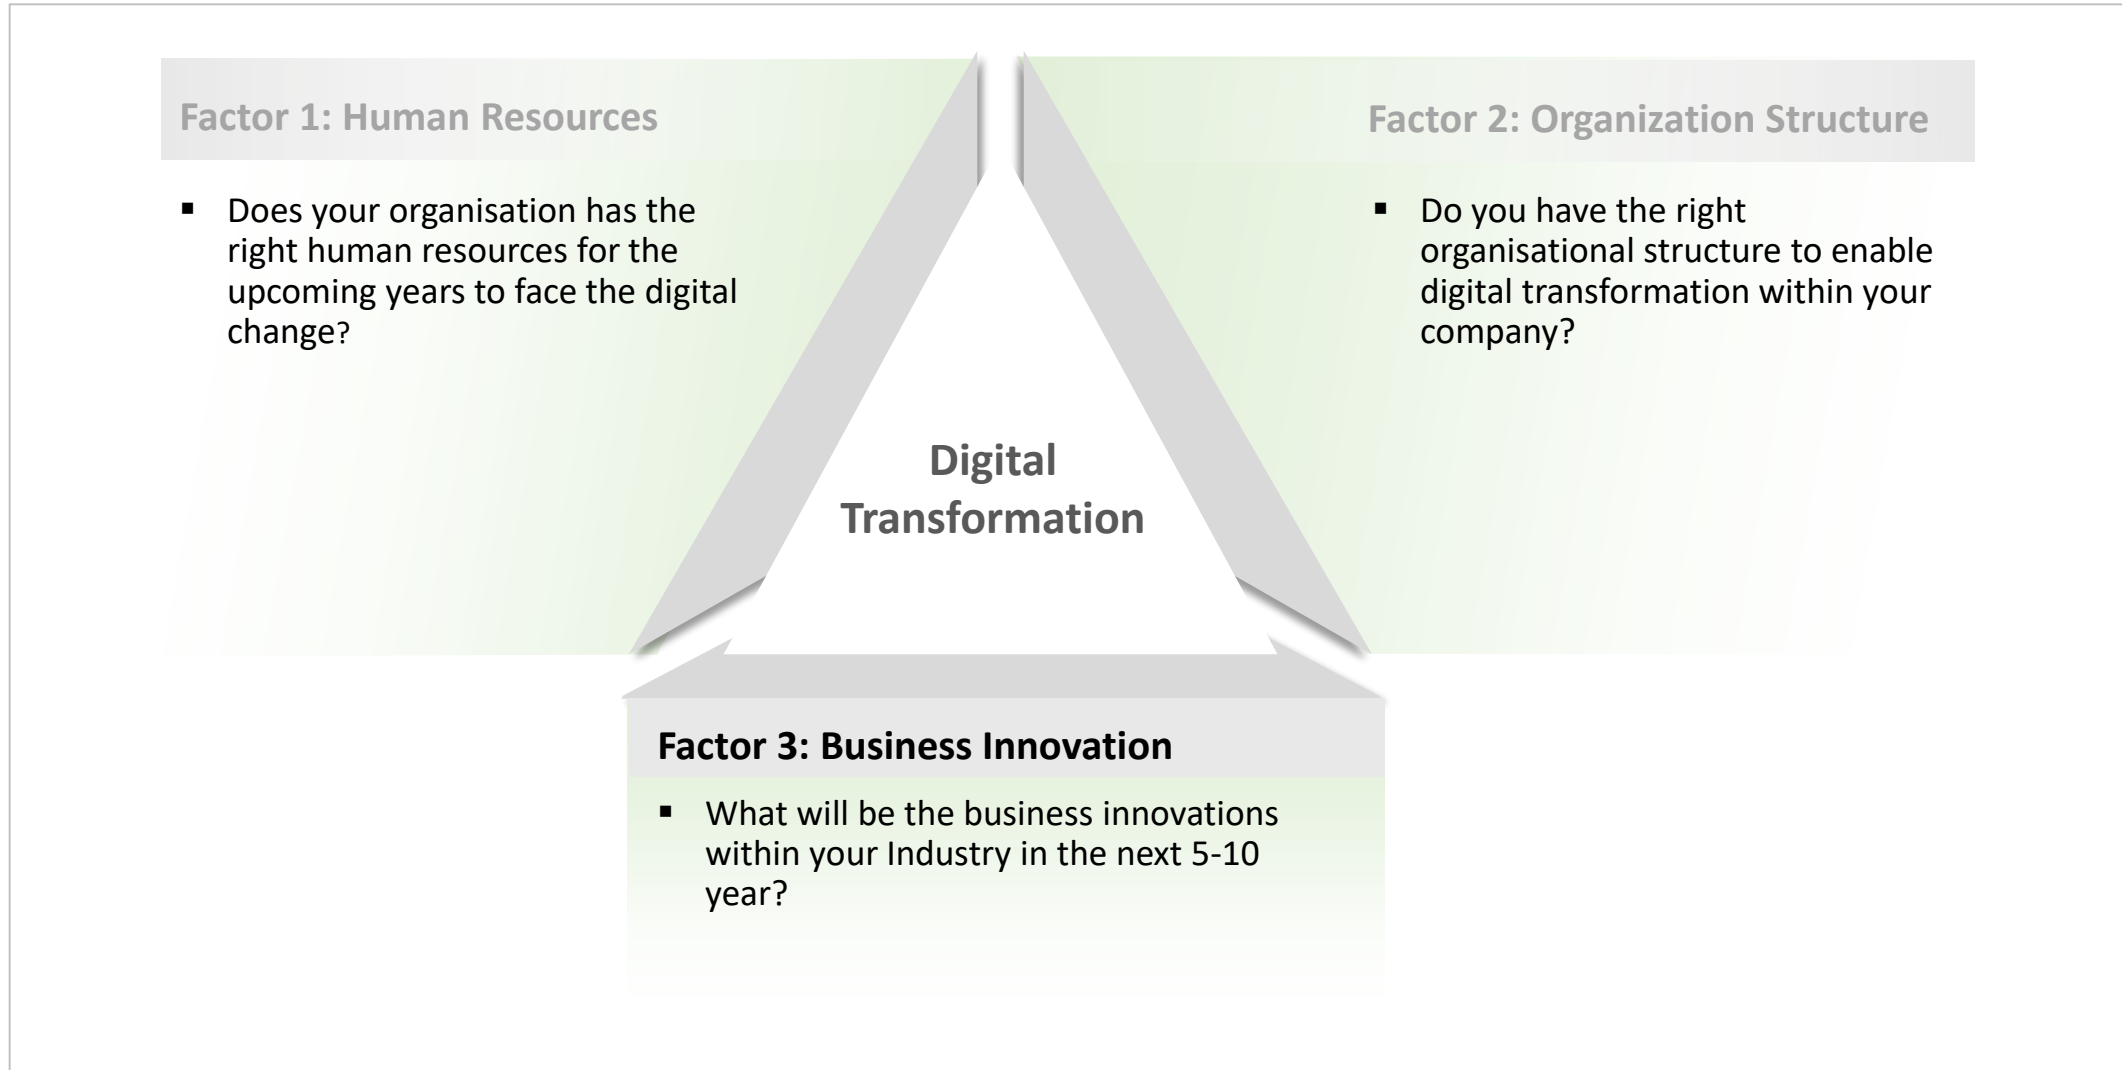 Factor 1: Human Resources
▪ Does your organisation has the
right human resources for the
upcoming years to face the digital
change?
Factor 2: Organization Structure
▪ Do you have the right
organisational structure to enable
digital transformation within your
company?
Digital
Transformation
Factor 3: Business Innovation
▪ What will be the business innovations
within your Industry in the next 5-10
year?